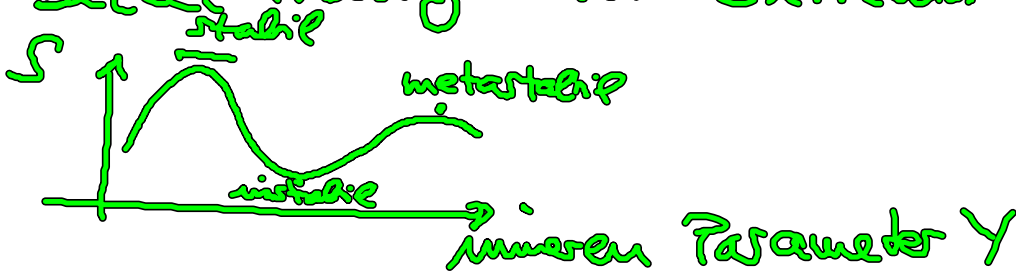 stabil
S
metastabil
instabil
inneren Parameter Y